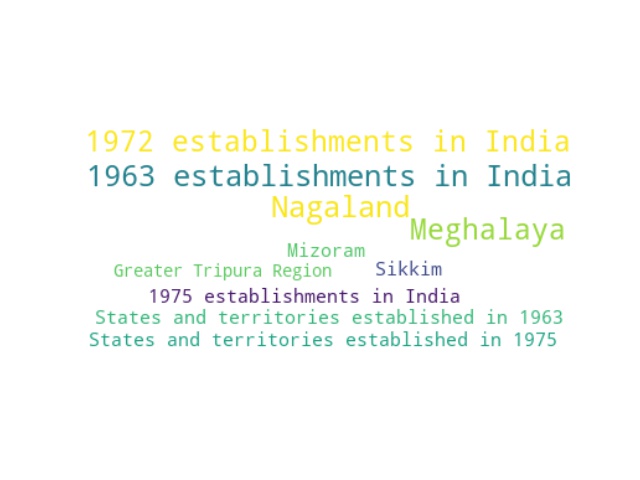 1972 establishments in India
1963 establishments in India
Nagaland
Meghalaya
Mizoram
Greater Tripura Region
Sikkim
1975 establishments in India
States and territories established in 1963
States and territories established in 1975